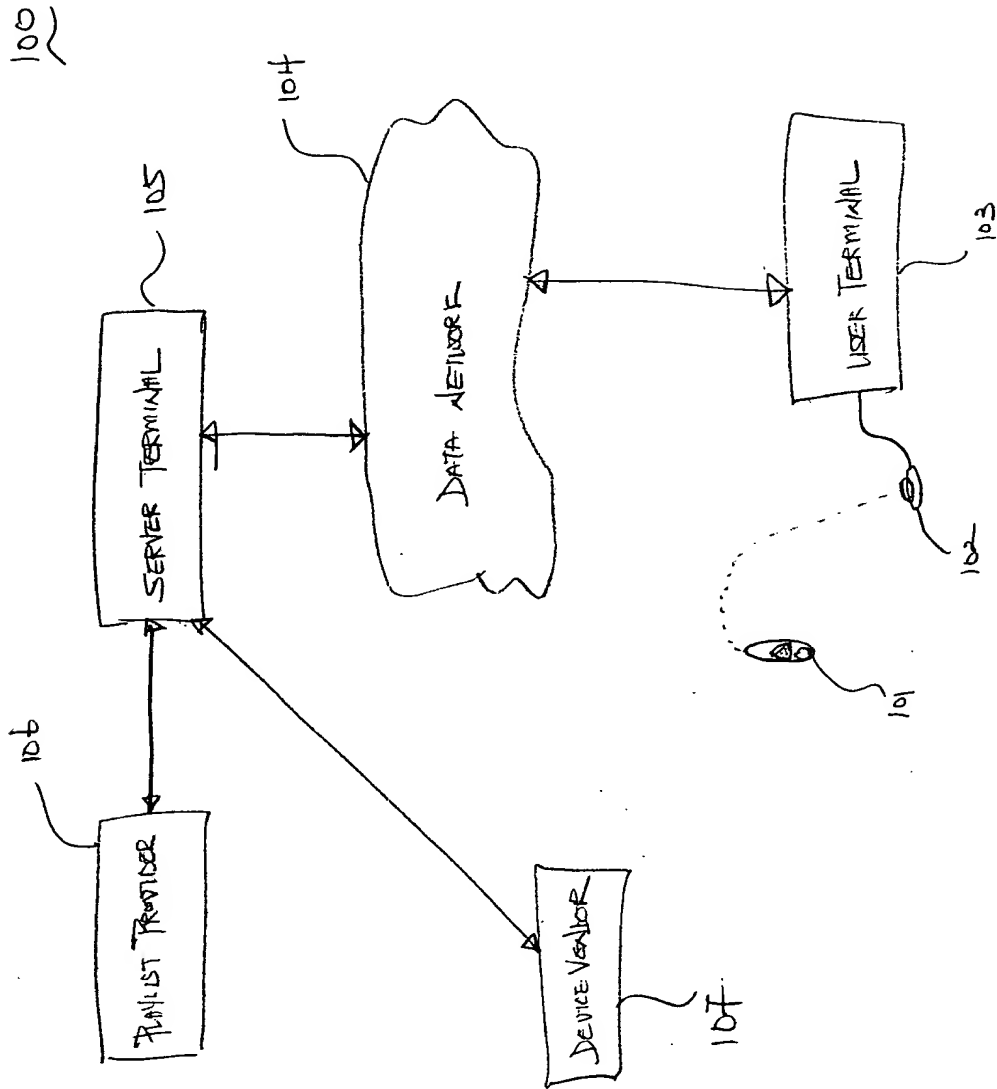 100
106
PLAYLIST PROVIDER
SERVER TERMINAL
105
104
DATA NETWORK
DEVICE VENDOR
107
101
102
USER TERMINAL
103